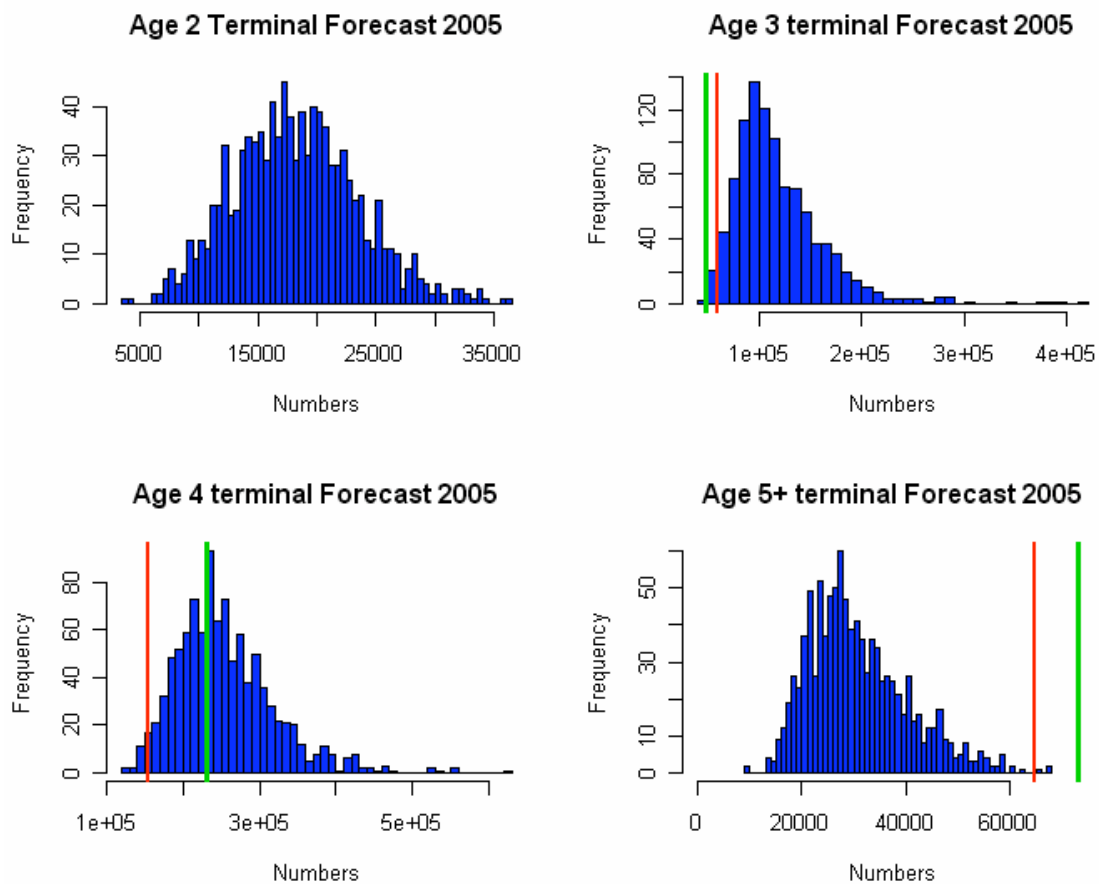 Age 2 Terminal Forecast 2005
Frequency
0 10 20 30 40
5000 15000 25000 35000
Numbers
Age 3 terminal Forecast 2005
Frequency
0 40 80 120
1e+05 2e+05 3e+05 4e+05
Numbers
Age 4 terminal Forecast 2005
Frequency
0 20 40 60 80
1e+05 3e+05 5e+05
Numbers
Age 5+ terminal Forecast 2005
Frequency
0 10 30 50
0 20000 40000 60000
Numbers